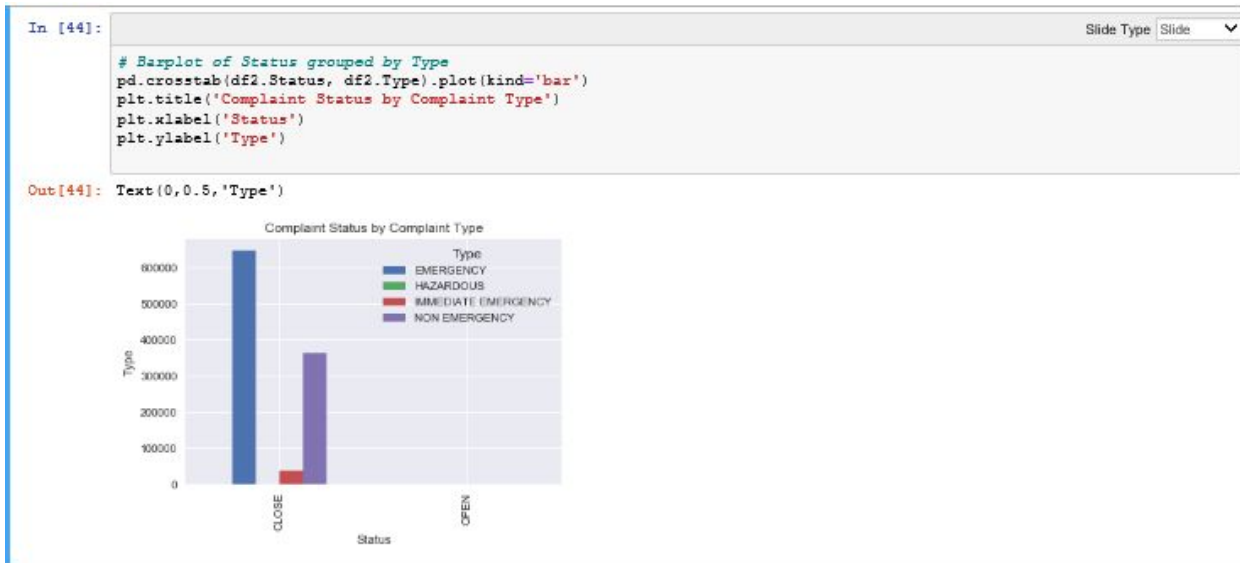 In [44]:
Slide Type Slide
# Barplot of Status grouped by Type
pd.crosstab(df2.Status, df2.Type).plot(kind='bar')
plt.title('Complaint Status by Complaint Type')
plt.xlabel('Status')
plt.ylabel('Type')
Out[44]: Text(0,0.5,'Type')
Complaint Status by Complaint Type
Type
EMERGENCY
HAZARDOUS
IMMEDIATE EMERGENCY
NON EMERGENCY
600000
500000
400000
300000
200000
100000
0
Type
CLOSE
OPEN
Status